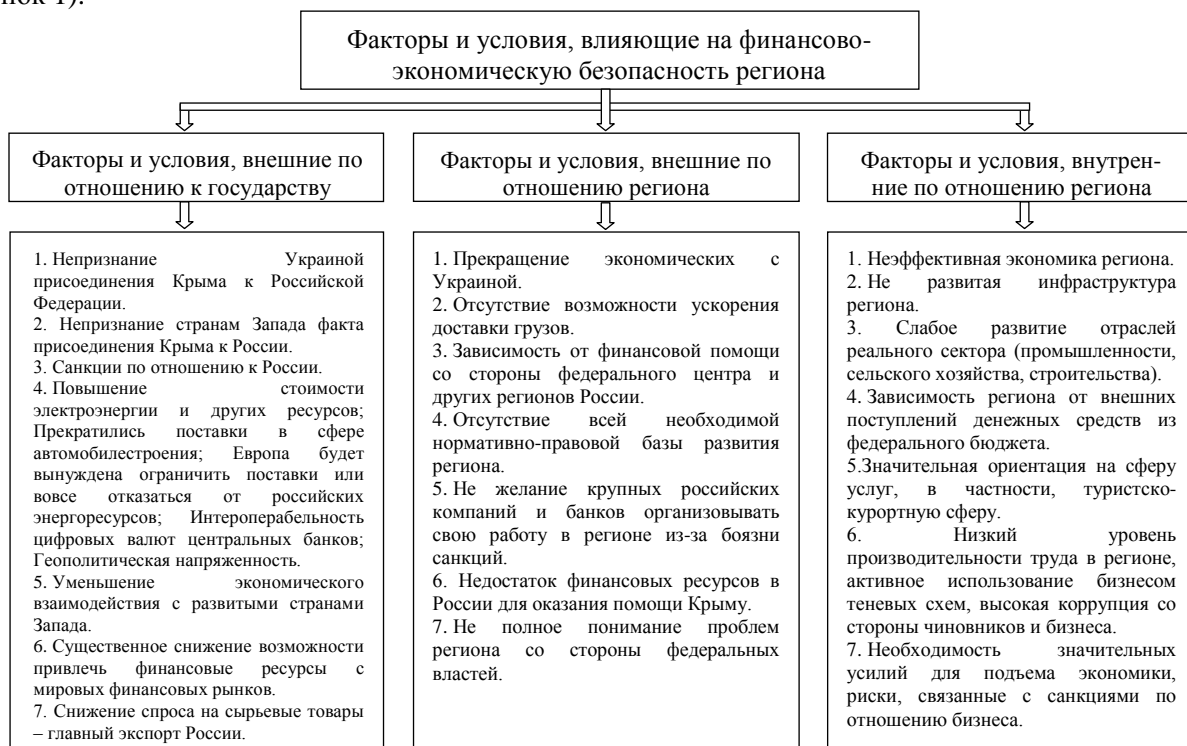 нок 1).
Факторы и условия, влияющие на финансово-
экономическую безопасность региона
Факторы и условия, внешние по
отношению к государству
Факторы и условия, внешние по
отношению региона
Факторы и условия, внутрен-
ние по отношению региона
1. Непризнание Украиной
присоединения Крыма к Российской
Федерации.
2. Непризнание странам Запада факта
присоединения Крыма к России.
3. Санкции по отношению к России.
4. Повышение стоимости
электроэнергии и других ресурсов;
Прекратились поставки в сфере
автомобилестроения; Европа будет
вынуждена ограничить поставки или
вовсе отказаться от российских
энергоресурсов; Интероперабельность
цифровых валют центральных банков;
Геополитическая напряженность.
5. Уменьшение экономического
взаимодействия с развитыми странами
Запада.
6. Существенное снижение возможности
привлечь финансовые ресурсы с
мировых финансовых рынков.
7. Снижение спроса на сырьевые товары
– главный экспорт России.
1. Прекращение экономических с
Украиной.
2. Отсутствие возможности ускорения
доставки грузов.
3. Зависимость от финансовой помощи
со стороны федерального центра и
других регионов России.
4. Отсутствие всей необходимой
нормативно-правовой базы развития
региона.
5. Не желание крупных российских
компаний и банков организовывать
свою работу в регионе из-за боязни
санкций.
6. Недостаток финансовых ресурсов в
России для оказания помощи Крыму.
7. Не полное понимание проблем
региона со стороны федеральных
властей.
1. Неэффективная экономика региона.
2. Не развитая инфраструктура
региона.
3. Слабое развитие отраслей
реального сектора (промышленности,
сельского хозяйства, строительства).
4. Зависимость региона от внешних
поступлений денежных средств из
федерального бюджета.
5.Значительная ориентация на сферу
услуг, в частности, туристско-
курортную сферу.
6. Низкий уровень
производительности труда в регионе,
активное использование бизнесом
теневых схем, высокая коррупция со
стороны чиновников и бизнеса.
7. Необходимость значительных
усилий для подъема экономики,
риски, связанные с санкциями по
отношению бизнеса.